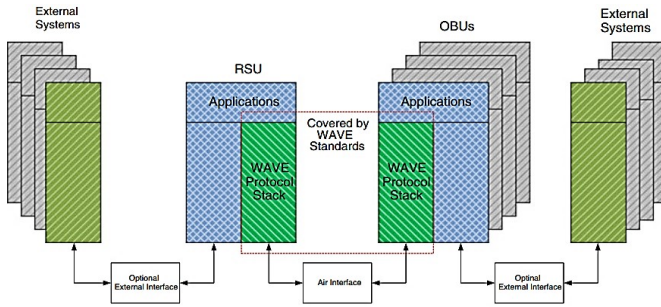 External
Systems
RSU
OBUs
External
Systems
Applications
Applications
Covered by
WAVE
Standards
WAVE
Protocol
Stack
WAVE
Protocol
Stack
Optional
External Interface
Air Interface
Optinal
External Interface